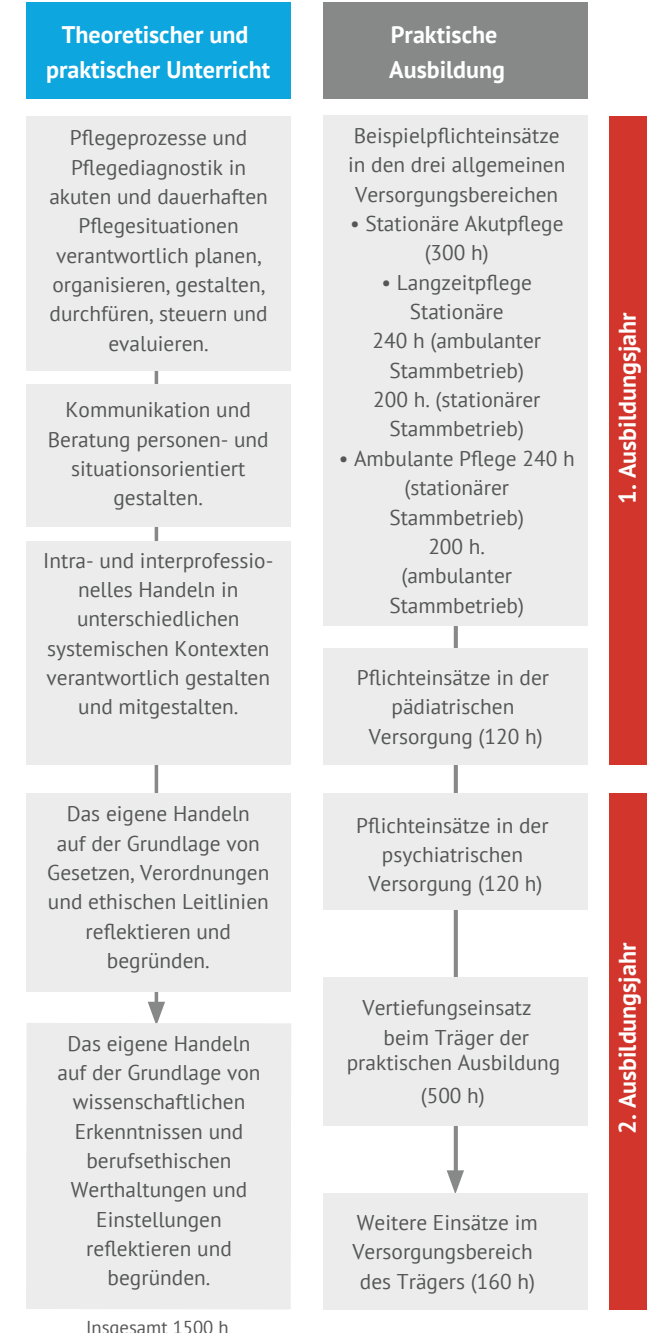 Theoretischer und
praktischer Unterricht
Pflegeprozesse und
Pflegediagnostik in
akuten und dauerhaften
Pflegesituationen
verantwortlich planen,
organisieren, gestalten,
durchfüren, steuern und
evaluieren.
Kommunikation und
Beratung personen- und
situationsorientiert
gestalten.
Intra- und interprofessio-
nelles Handeln in
unterschiedlichen
systemischen Kontexten
verantwortlich gestalten
und mitgestalten.
Das eigene Handeln
auf der Grundlage von
Gesetzen, Verordnungen
und ethischen Leitlinien
reflektieren und
begründen.
Das eigene Handeln
auf der Grundlage von
wissenschaftlichen
Erkenntnissen und
berufsethischen
Werthaltungen und
Einstellungen
reflektieren und
begründen.
Insgesamt 1500 h
Praktische
Ausbildung
Beispielpflichteinsätze
in den drei allgemeinen
Versorgungsbereichen
• Stationäre Akutpflege
(300 h)
• Langzeitpflege
Stationäre
240 h (ambulanter
Stammbetrieb)
200 h. (stationärer
Stammbetrieb)
• Ambulante Pflege 240 h
(stationärer
Stammbetrieb)
200 h.
(ambulanter
Stammbetrieb)
Pflichteinsätze in der
pädiatrischen
Versorgung (120 h)
Pflichteinsätze in der
psychiatrischen
Versorgung (120 h)
Vertiefungseinsatz
beim Träger der
praktischen Ausbildung
(500 h)
Weitere Einsätze im
Versorgungsbereich
des Trägers (160 h)
1. Ausbildungsjahr
2. Ausbildungsjahr